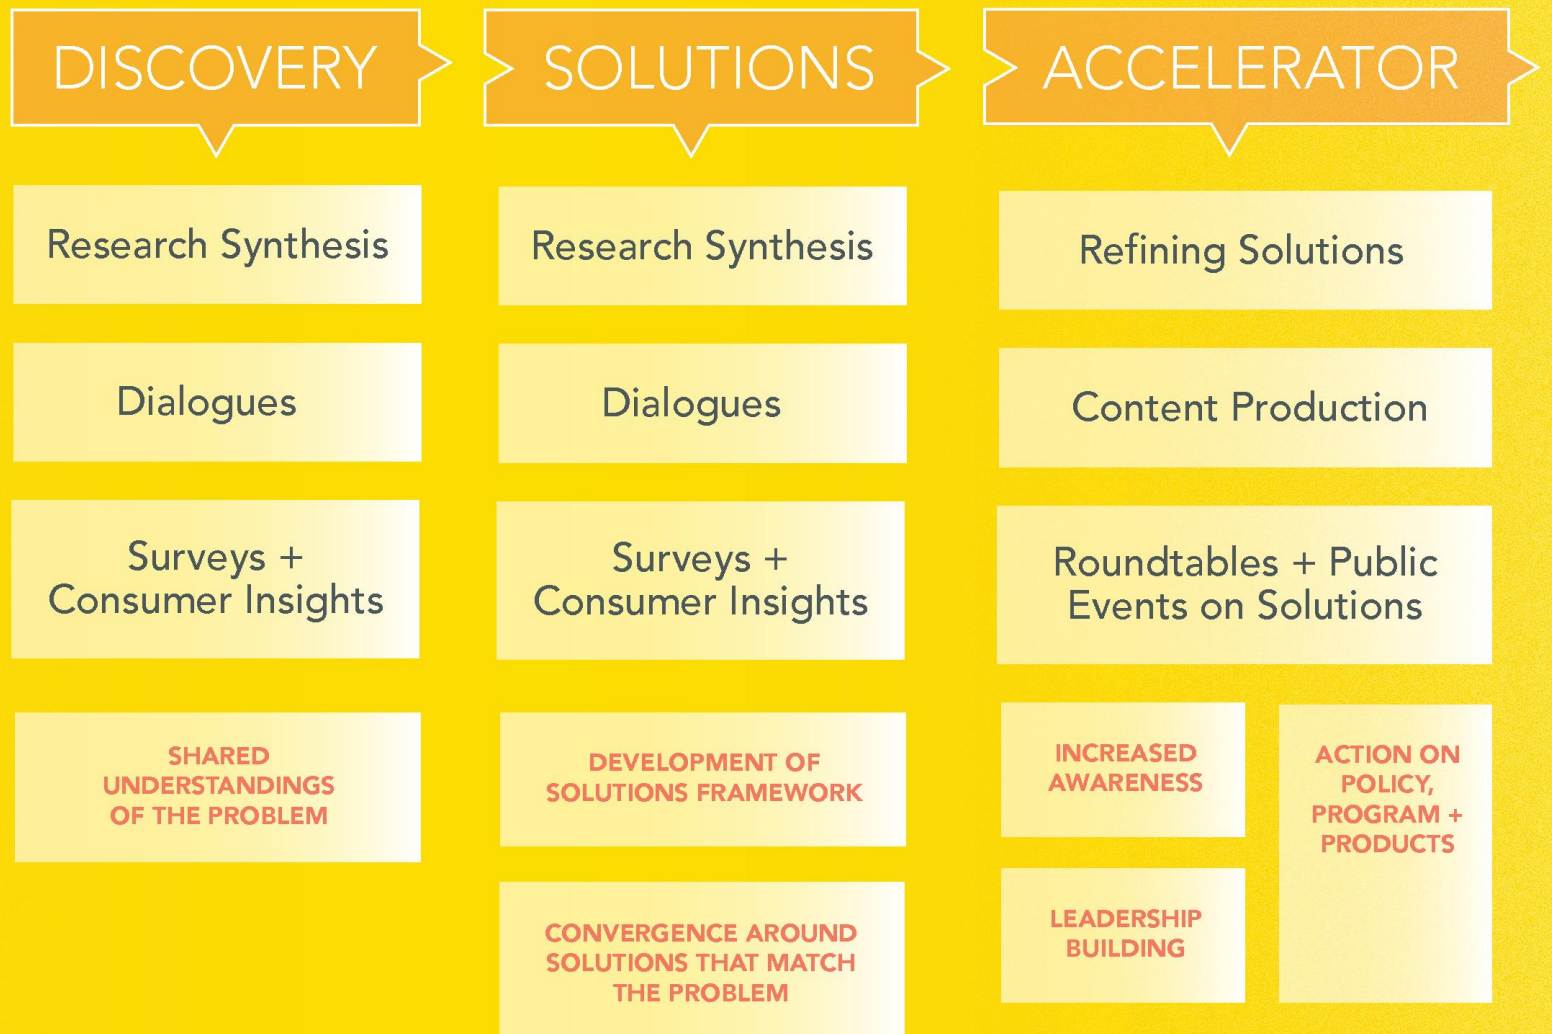 DISCOVERY
Research Synthesis
Dialogues
Surveys +
Consumer Insights
SHARED
UNDERSTANDINGS
OF THE PROBLEM
SOLUTIONS
Research Synthesis
Dialogues
Surveys +
Consumer Insights
DEVELOPMENT OF
SOLUTIONS FRAMEWORK
CONVERGENCE AROUND
SOLUTIONS THAT MATCH
THE PROBLEM
ACCELERATOR
Refining Solutions
Content Production
Roundtables + Public
Events on Solutions
INCREASED
AWARENESS
LEADERSHIP
BUILDING
ACTION ON
POLICY,
PROGRAM +
PRODUCTS